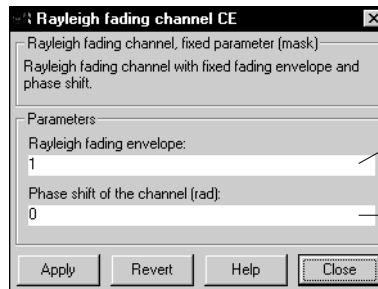 Rayleigh fading channel CE
Rayleigh fading channel, fixed parameter (mask)
Rayleigh fading channel with fixed fading envelope and
phase shift.
Parameters
Rayleigh fading envelope:
1
Phase shift of the channel (rad):
0
Apply
Revert
Help
Close